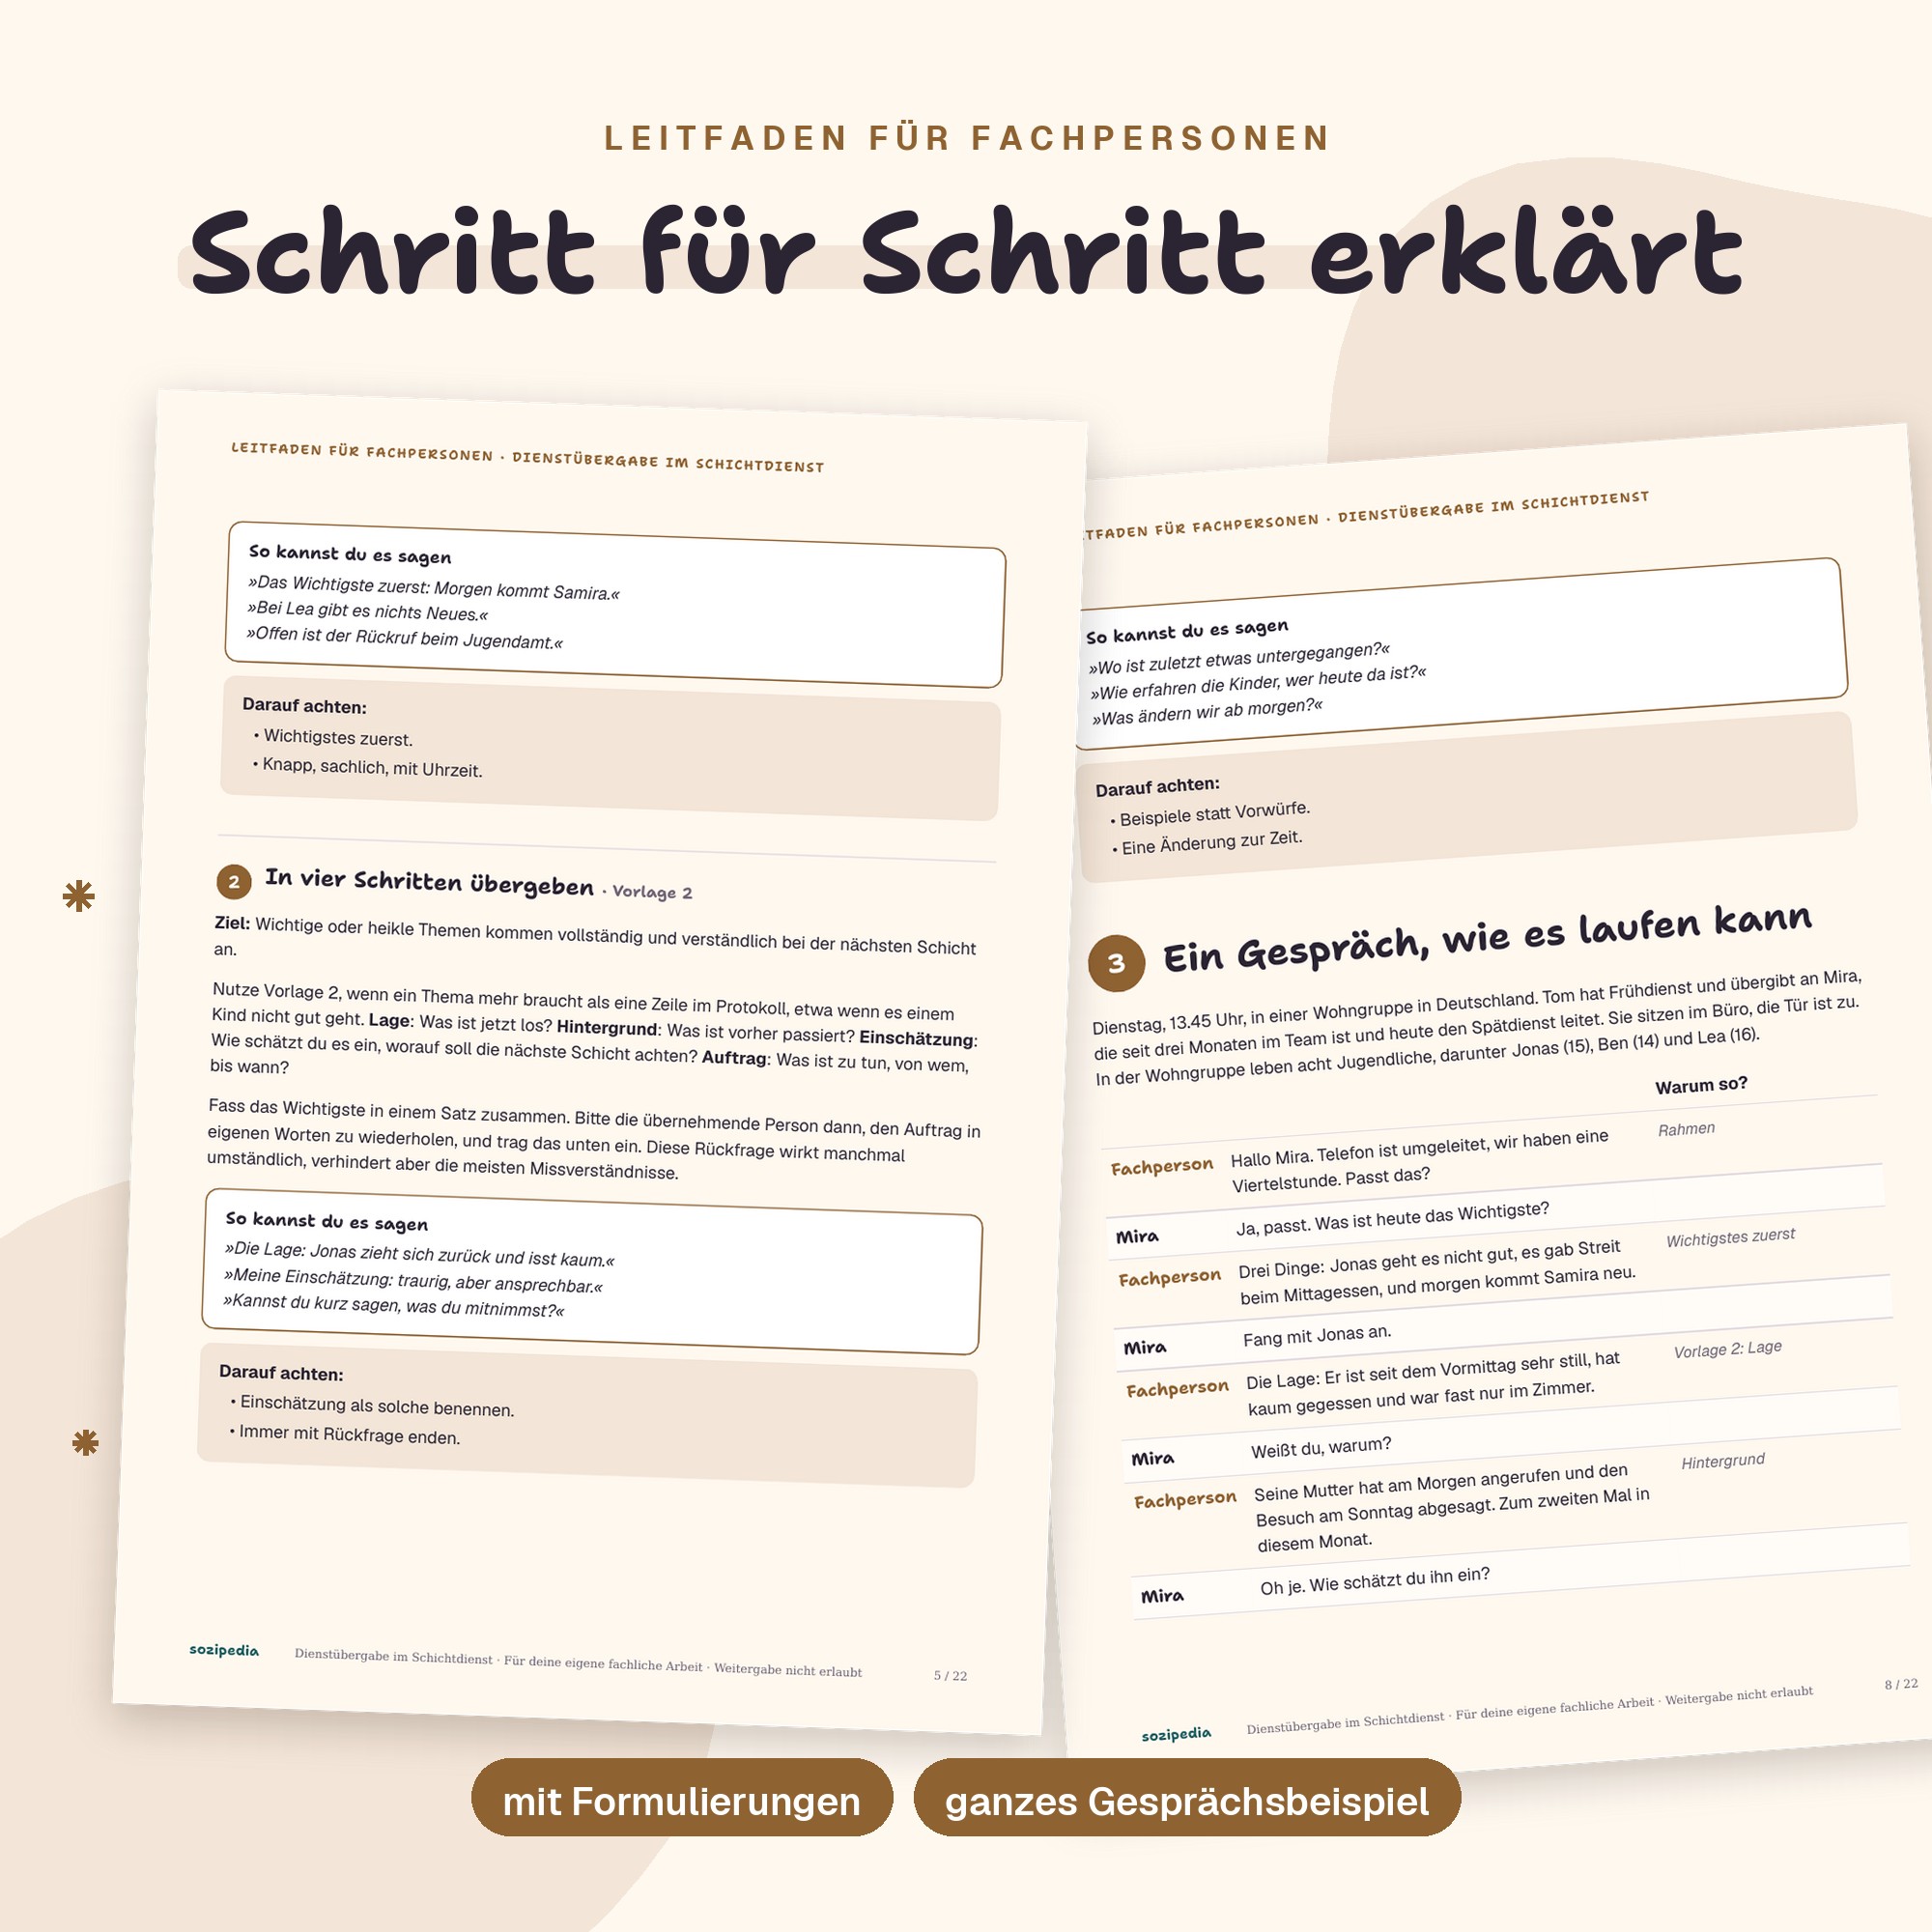 LEITFADEN FÜR FACHPERSONEN
Schritt für Schritt erklärt
LEITFADEN FÜR FACHPERSONEN · DIENSTÜBERGABE IM SCHICHTDIENST
So kannst du es sagen
»Das Wichtigste zuerst: Morgen kommt Samira.«
»Bei Lea gibt es nichts Neues.«
»Offen ist der Rückruf beim Jugendamt.«
Darauf achten:
• Wichtigstes zuerst.
• Knapp, sachlich, mit Uhrzeit.
2 In vier Schritten übergeben · Vorlage 2
Ziel: Wichtige oder heikle Themen kommen vollständig und verständlich bei der nächsten Schicht
an.
Nutze Vorlage 2, wenn ein Thema mehr braucht als eine Zeile im Protokoll, etwa wenn es einem
Kind nicht gut geht. Lage: Was ist jetzt los? Hintergrund: Was ist vorher passiert? Einschätzung:
Wie schätzt du es ein, worauf soll die nächste Schicht achten? Auftrag: Was ist zu tun, von wem,
bis wann?
Fass das Wichtigste in einem Satz zusammen. Bitte die übernehmende Person dann, den Auftrag in
eigenen Worten zu wiederholen, und trag das unten ein. Diese Rückfrage wirkt manchmal
umständlich, verhindert aber die meisten Missverständnisse.
So kannst du es sagen
»Die Lage: Jonas zieht sich zurück und isst kaum.«
»Meine Einschätzung: traurig, aber ansprechbar.«
»Kannst du kurz sagen, was du mitnimmst?«
Darauf achten:
• Einschätzung als solche benennen.
• Immer mit Rückfrage enden.
sozipedia Dienstübergabe im Schichtdienst · Für deine eigene fachliche Arbeit · Weitergabe nicht erlaubt 5 / 22
TFADEN FÜR FACHPERSONEN · DIENSTÜBERGABE IM SCHICHTDIENST
So kannst du es sagen
»Wo ist zuletzt etwas untergegangen?«
»Wie erfahren die Kinder, wer heute da ist?«
»Was ändern wir ab morgen?«
Darauf achten:
• Beispiele statt Vorwürfe.
• Eine Änderung zur Zeit.
3 Ein Gespräch, wie es laufen kann
Dienstag, 13.45 Uhr, in einer Wohngruppe in Deutschland. Tom hat Frühdienst und übergibt an Mira,
die seit drei Monaten im Team ist und heute den Spätdienst leitet. Sie sitzen im Büro, die Tür ist zu.
In der Wohngruppe leben acht Jugendliche, darunter Jonas (15), Ben (14) und Lea (16).
Warum so?
Fachperson Hallo Mira. Telefon ist umgeleitet, wir haben eine Rahmen
Viertelstunde. Passt das?
Mira Ja, passt. Was ist heute das Wichtigste?
Fachperson Drei Dinge: Jonas geht es nicht gut, es gab Streit Wichtigstes zuerst
beim Mittagessen, und morgen kommt Samira neu.
Mira Fang mit Jonas an.
Fachperson Die Lage: Er ist seit dem Vormittag sehr still, hat Vorlage 2: Lage
kaum gegessen und war fast nur im Zimmer.
Mira Weißt du, warum?
Fachperson Seine Mutter hat am Morgen angerufen und den Hintergrund
Besuch am Sonntag abgesagt. Zum zweiten Mal in
diesem Monat.
Mira Oh je. Wie schätzt du ihn ein?
sozipedia Dienstübergabe im Schichtdienst · Für deine eigene fachliche Arbeit · Weitergabe nicht erlaubt 8 / 22
mit Formulierungen
ganzes Gesprächsbeispiel